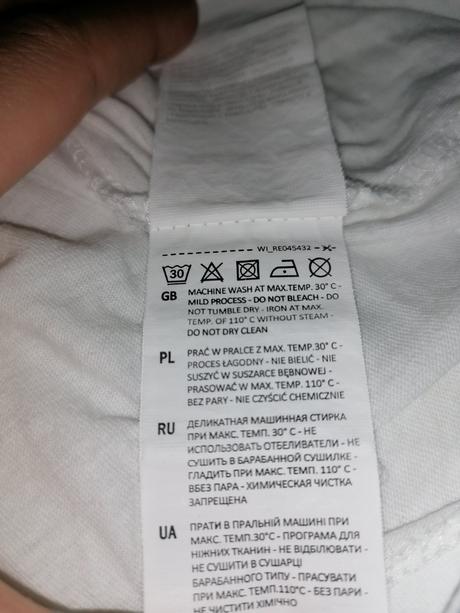 WI_RE045432
30
GB MACHINE WASH AT MAX.TEMP. 30° C -
MILD PROCESS - DO NOT BLEACH - DO
NOT TUMBLE DRY - IRON AT MAX.
TEMP. OF 110° C WITHOUT STEAM -
DO NOT DRY CLEAN
PL PRAĆ W PRALCE Z MAX. TEMP.30° C -
PROCES ŁAGODNY - NIE BIELIĆ - NIE
SUSZYĆ W SUSZARCE BĘBNOWEJ -
PRASOWAĆ W MAX. TEMP. 110° C -
BEZ PARY - NIE CZYŚCIĆ CHEMICZNIE
RU ДЕЛИКАТНАЯ МАШИННАЯ СТИРКА
ПРИ МАКС. ТЕМП. 30° C - НЕ
ИСПОЛЬЗОВАТЬ ОТБЕЛИВАТЕЛИ - НЕ
СУШИТЬ В БАРАБАННОЙ СУШИЛКЕ -
ГЛАДИТЬ ПРИ МАКС. ТЕМП. 110° C -
ВБЕЗ ПАРА - ХИМИЧЕСКАЯ ЧИСТКА
ЗАПРЕЩЕНА
UA ПРАТИ В ПРАЛЬНІЙ МАШИНІ ПРИ
МАКС. ТЕМП.30°C - ПРОГРАМА ДЛЯ
НІЖНИХ ТКАНИН - НЕ ВІДБІЛЮВАТИ -
НЕ СУШИТИ В СУШАРЦІ
БАРАБАННОГО ТИПУ - ПРАСУВАТИ
ПРИ МАКС.ТЕМП.110°C - БЕЗ ПАРИ -
НЕ ЧИСТИТИ ХІМІЧНО